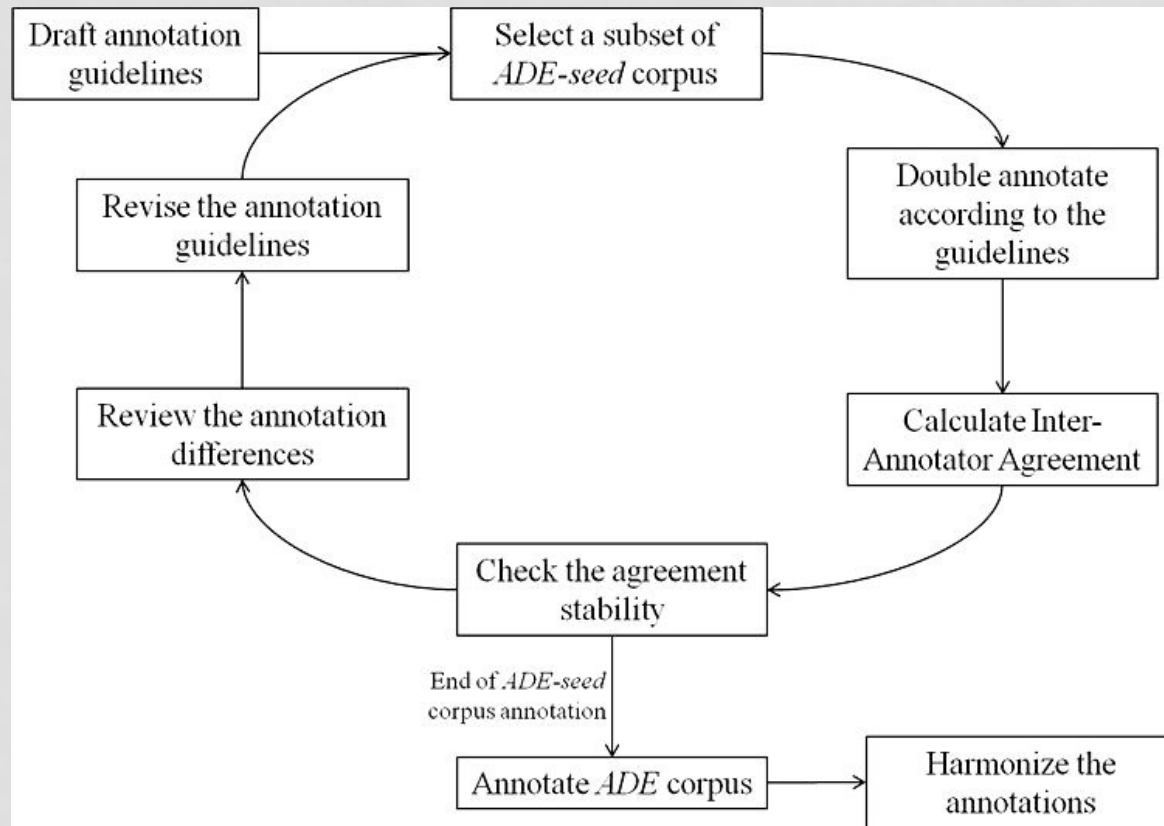 Draft annotation
guidelines
Select a subset of
ADE-seed corpus
Revise the annotation
guidelines
Double annotate
according to the
guidelines
Review the annotation
differences
Calculate Inter-
Annotator Agreement
Check the agreement
stability
End of ADE-seed
corpus annotation
Annotate ADE corpus
Harmonize the
annotations